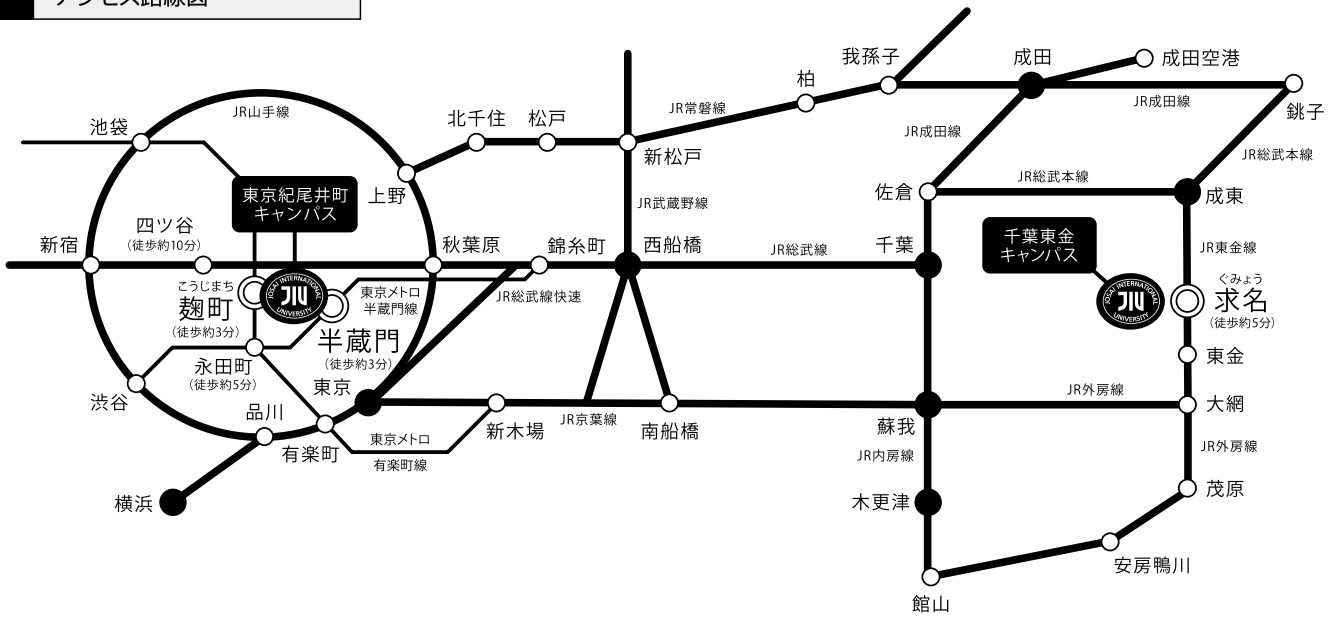 アクセス路線図
JR山手線
池袋
北千住
松戸
新松戸
JR常磐線
柏
我孫子
成田
成田空港
JR成田線
JR成田線
銚子
JR総武本線
東京紀尾井町
キャンパス
上野
JR武蔵野線
佐倉
JR総武本線
成東
四ツ谷
(徒歩約10分)
新宿
秋葉原
錦糸町
西船橋
JR総武線
千葉
千葉東金
キャンパス
JR東金線
こうじまち
麹町
(徒歩約3分)
JOSAI INTERNATIONAL
JIU
UNIVERSITY
東京メトロ
半蔵門線
JR総武線快速
JOSAI INTERNATIONAL
JIU
UNIVERSITY
ぐみょう
求名
(徒歩約5分)
半蔵門
(徒歩約3分)
永田町
(徒歩約5分)
東京
東金
渋谷
品川
有楽町
東京メトロ
有楽町線
新木場
JR京葉線
南船橋
蘇我
JR外房線
大網
JR内房線
JR外房線
横浜
木更津
茂原
安房鴨川
館山